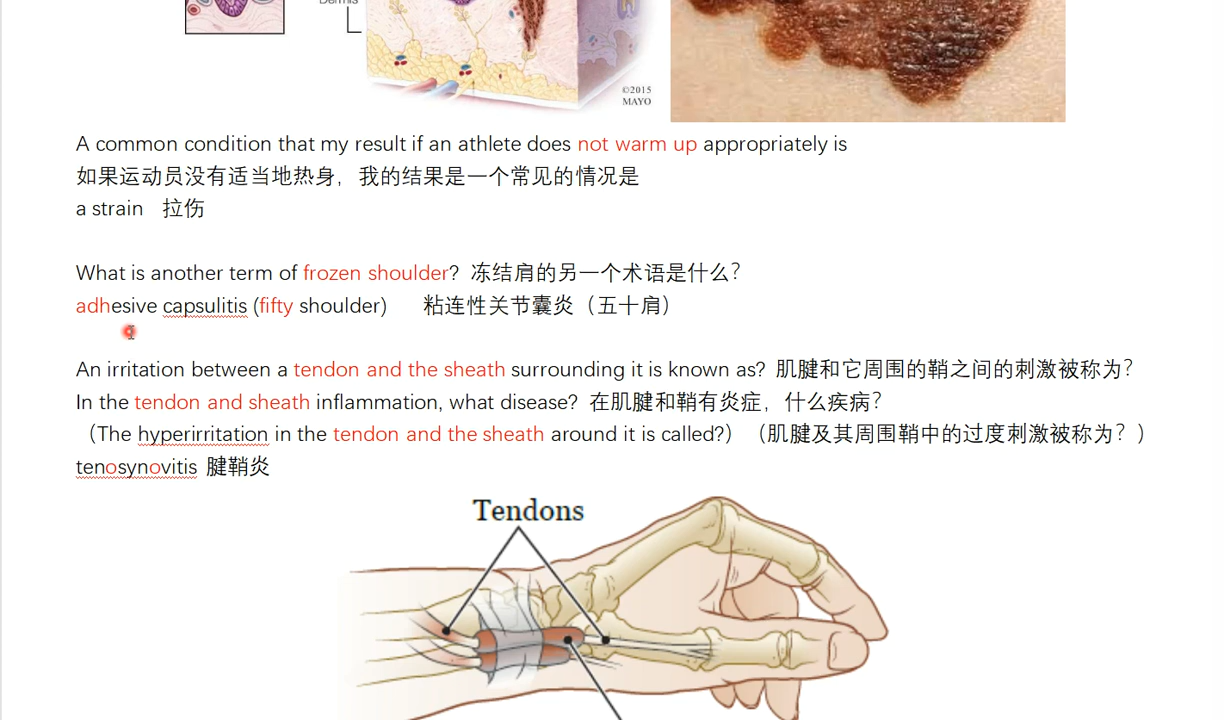 Dermis
©2015
MAYO
A common condition that my result if an athlete does not warm up appropriately is
如果运动员没有适当地热身，我的结果是一个常见的情况是
a strain 拉伤
What is another term of frozen shoulder? 冻结肩的另一个术语是什么？
adhesive capsulitis (fifty shoulder) 粘连性关节囊炎（五十肩）
An irritation between a tendon and the sheath surrounding it is known as? 肌腱和它周围的鞘之间的刺激被称为？
In the tendon and sheath inflammation, what disease? 在肌腱和鞘有炎症，什么疾病？
（The hyperirritation in the tendon and the sheath around it is called?）（肌腱及其周围鞘中的过度刺激被称为？）
tenosynovitis 腱鞘炎
Tendons